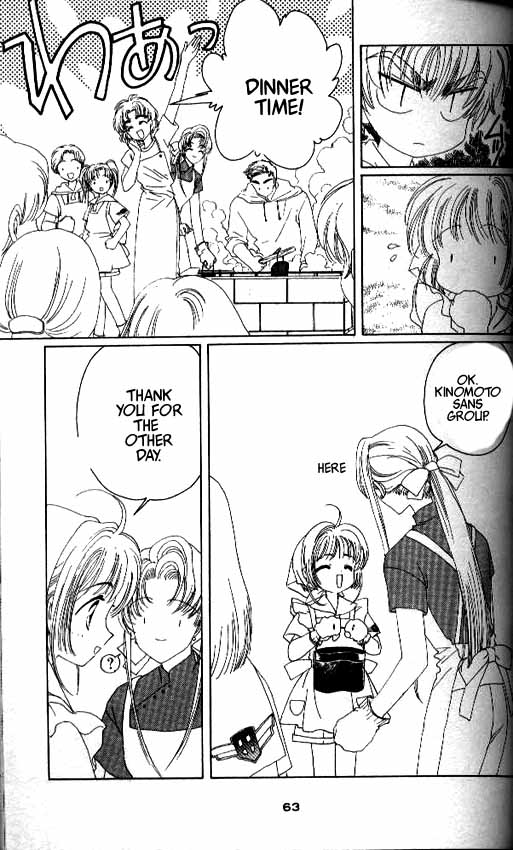 DINNER
TIME!
わあっ
OK.
KINOMOTO
SANS
GROUP.
HERE
THANK
YOU FOR
THE
OTHER
DAY.
?
63